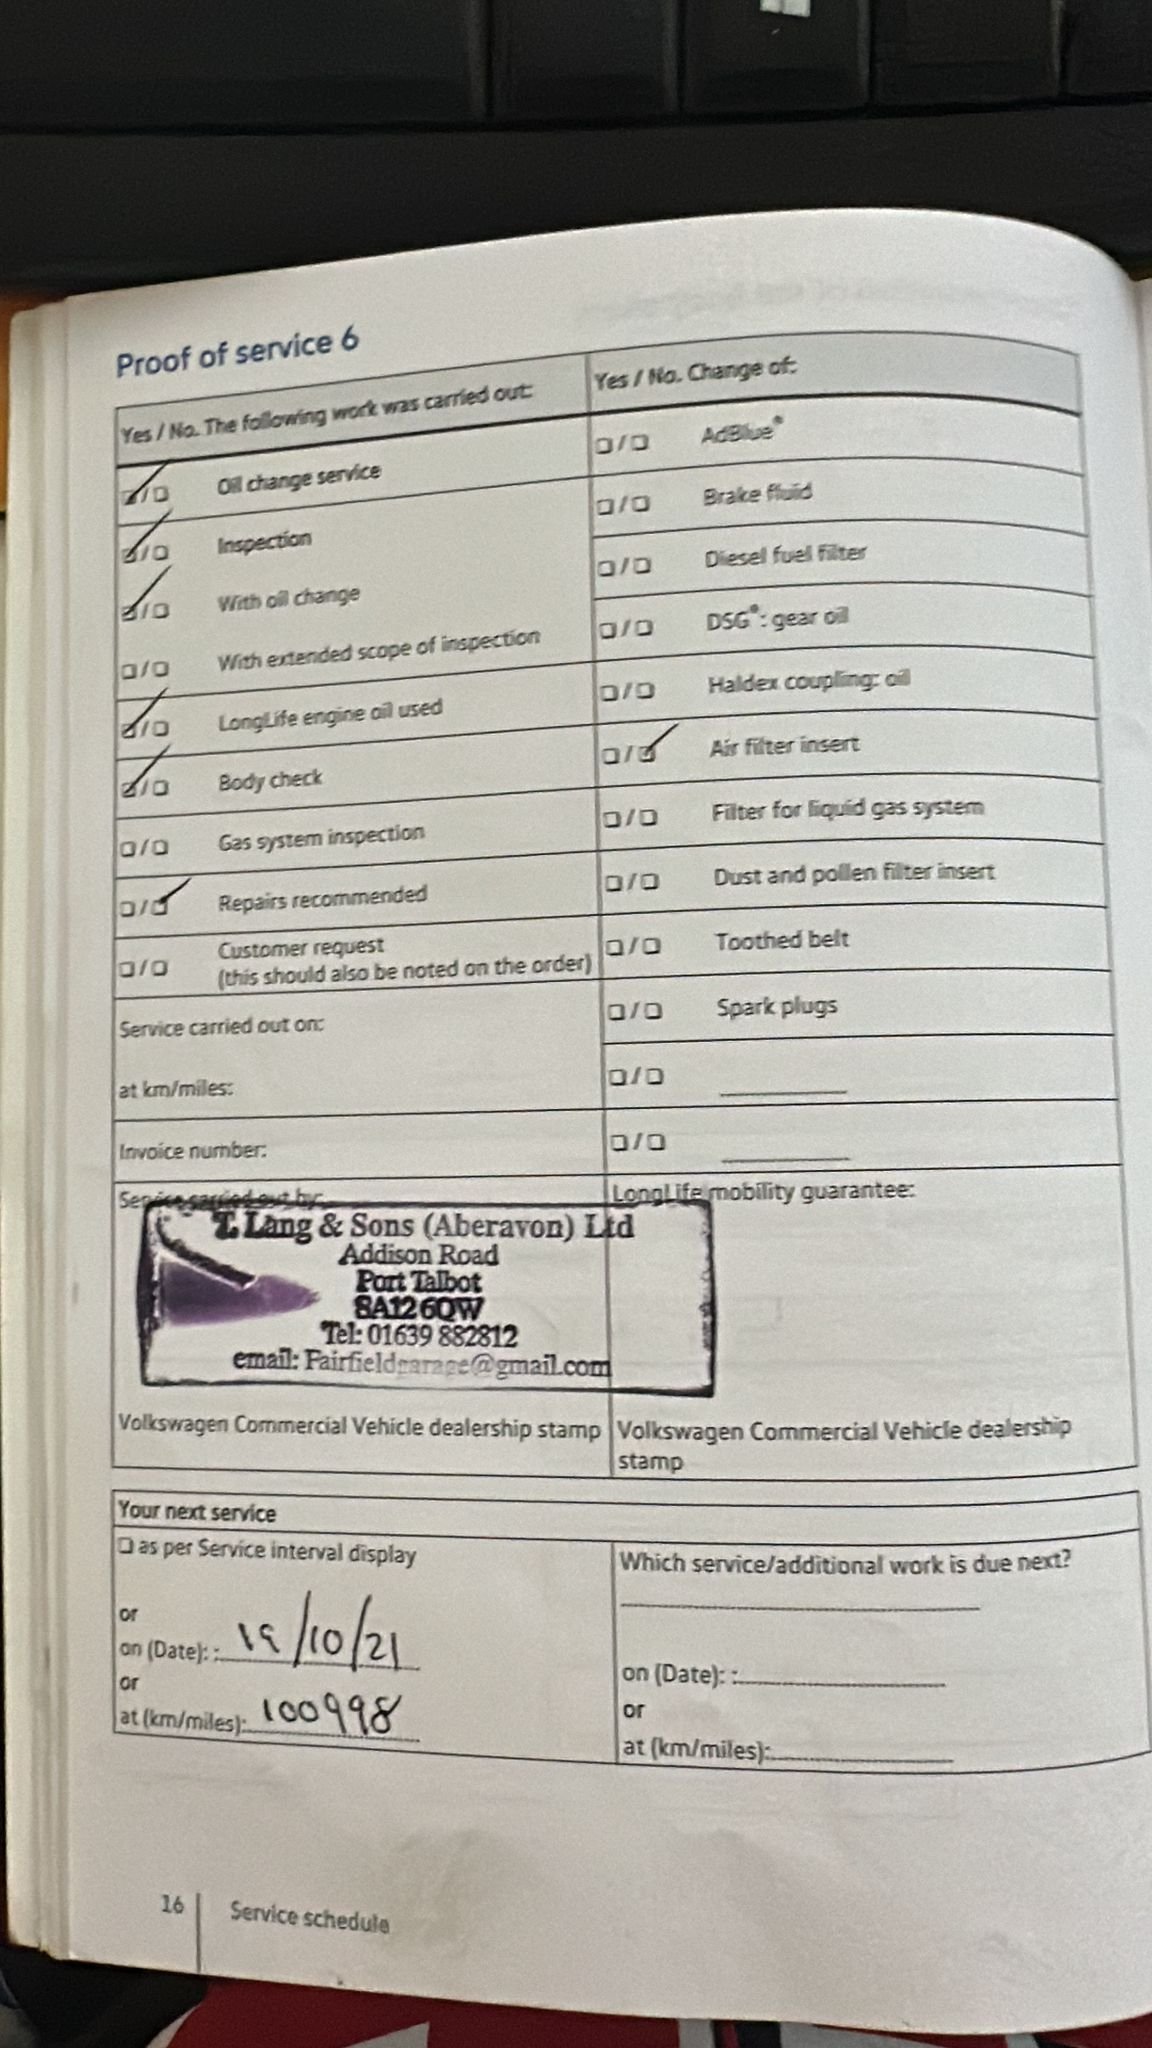 Proof of service 6
Yes / No. The following work was carried out:
Oil change service
Inspection
With oil change
With extended scope of inspection
LongLife engine oil used
Body check
Gas system inspection
Repairs recommended
Customer request
(this should also be noted on the order)
Service carried out on:
at km/miles:
Invoice number:
Service carried out by:
T. Lang & Sons (Aberavon) Ltd
Addison Road
Port Talbot
SA12 6QW
Tel: 01639 882812
email: Fairfieldgarage@gmail.com
Volkswagen Commercial Vehicle dealership stamp
Yes / No. Change of:
AdBlue®
Brake fluid
Diesel fuel filter
DSG®: gear oil
Haldex coupling: oil
Air filter insert
Filter for liquid gas system
Dust and pollen filter insert
Toothed belt
Spark plugs
LongLife mobility guarantee:
Volkswagen Commercial Vehicle dealership
stamp
Your next service
as per Service interval display
or
on (Date): : 19/10/21
or
at (km/miles): 100998
Which service/additional work is due next?
on (Date): :
or
at (km/miles):
16
Service schedule